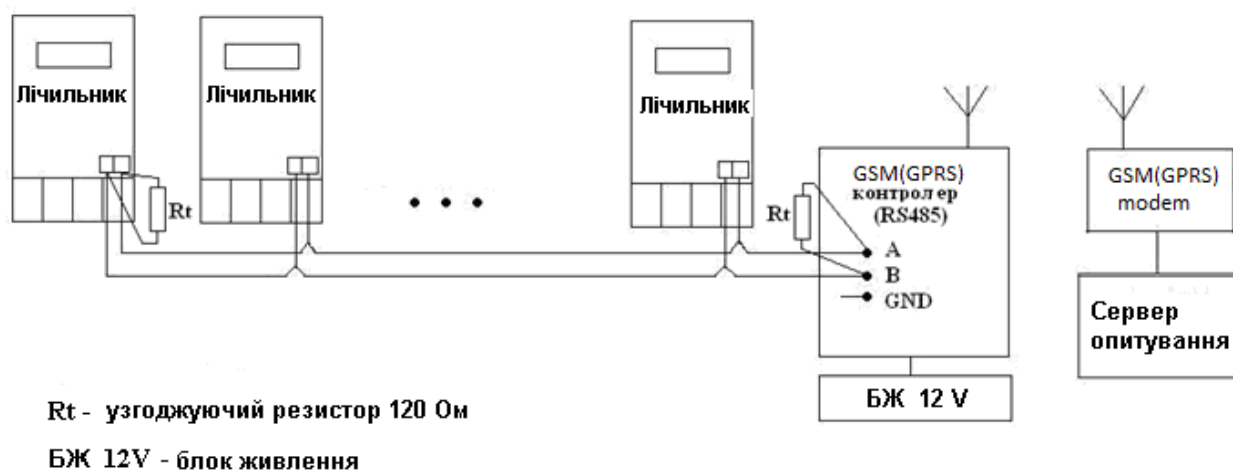 Лічильник
Лічильник
Лічильник
Rt
• • •
Rt
GSM(GPRS)
контролер
(RS485)
A
B
GND
БЖ 12 V
GSM(GPRS)
modem
Сервер
опитування
Rt - узгоджуючий резистор 120 Ом
БЖ 12V - блок живлення